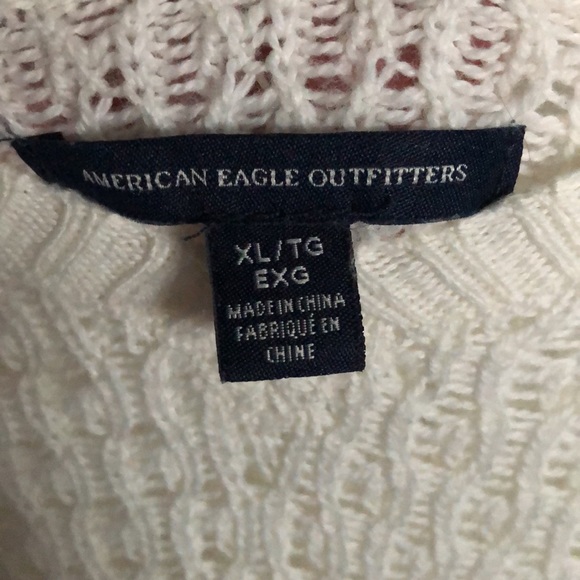 AMERICAN EAGLE OUTFITTERS
XL/TG
EXG
MADE IN CHINA
FABRIQUÉ EN
CHINE